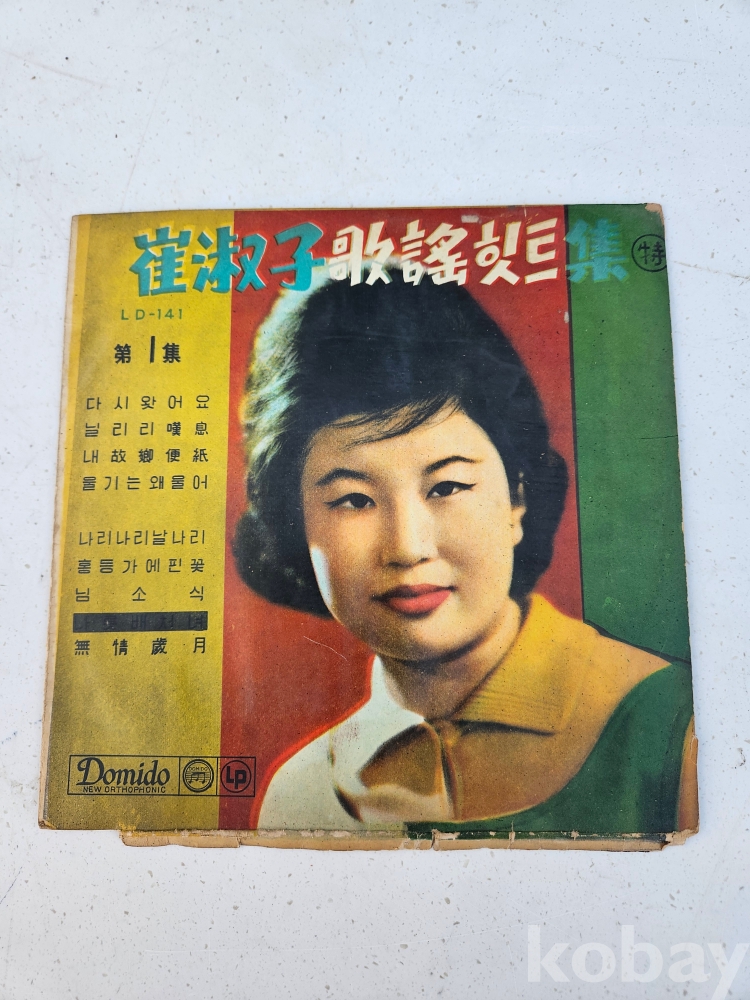 崔淑子歌謠힛트集 特
LD-141
第1集
다시왔어요
닐리리嘆息
내故鄕便紙
울기는왜울어
나리나리날나리
홍등가에핀꽃
님소식
無情歲月
Domido
NEW ORTHOPHONIC
DOMIDO
LP
kobay